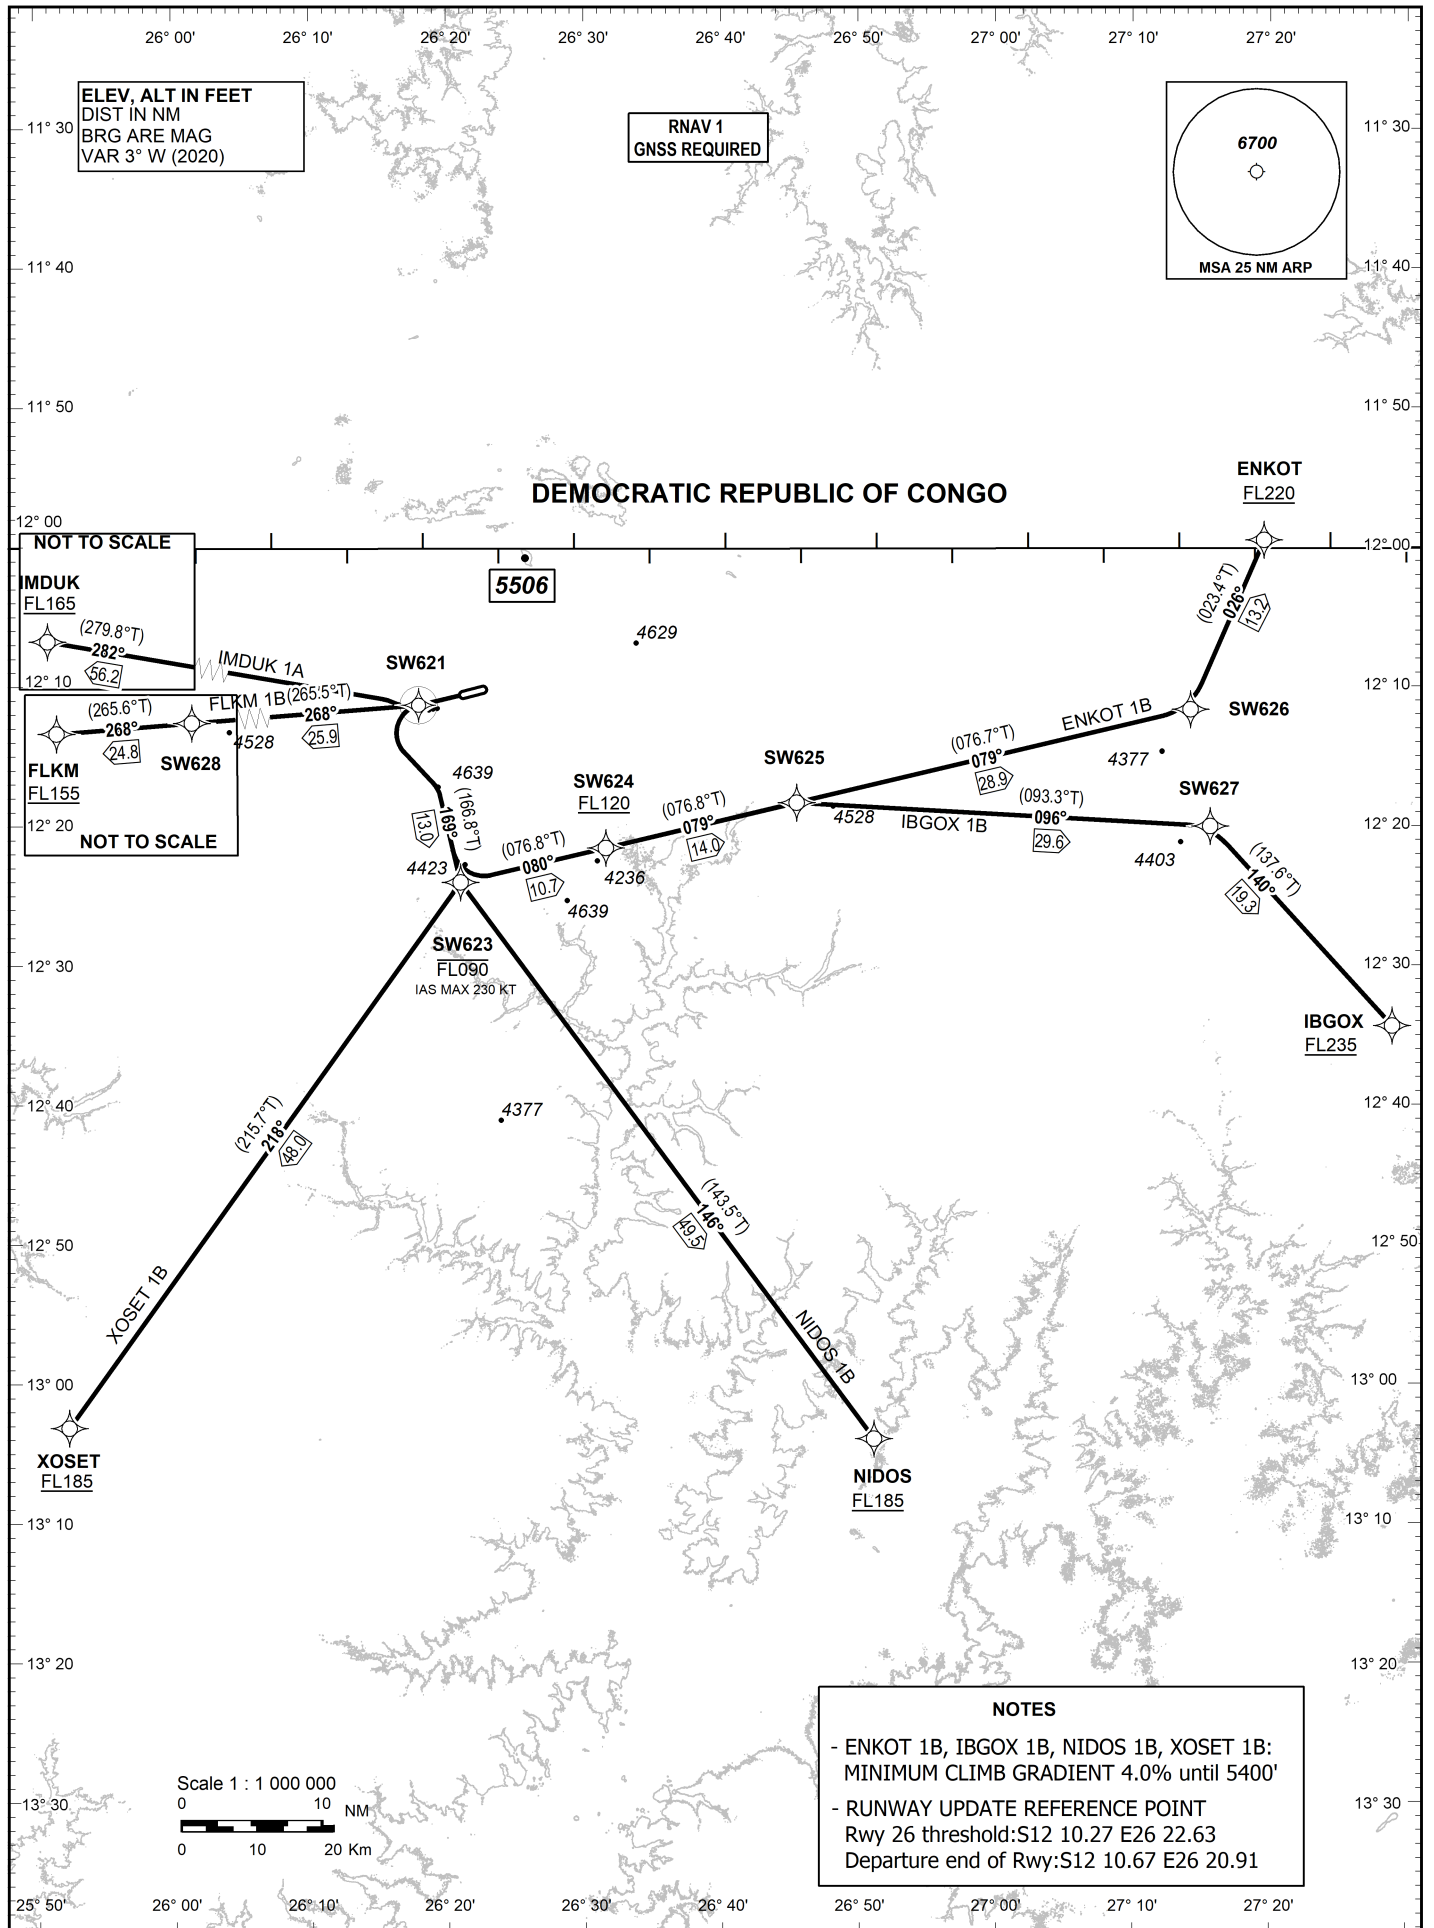 26° 00'
26° 10'
26° 20'
26° 30'
26° 40'
26° 50'
27° 00'
27° 10'
27° 20'
ELEV, ALT IN FEET
DIST IN NM
BRG ARE MAG
VAR 3° W (2020)
RNAV 1
GNSS REQUIRED
6700
MSA 25 NM ARP
11° 30
11° 30
11° 40
11° 40
11° 50
11° 50
ENKOT
FL220
DEMOCRATIC REPUBLIC OF CONGO
12° 00
12° 00
NOT TO SCALE
5506
IMDUK
FL165
(279.8°T)
282°
56.2
IMDUK 1A
12° 10
4629
SW621
(023.4°T)
026°
13.2
12° 10
FLKM 1B
(265.5°T)
268°
25.9
(265.6°T)
268°
24.8
4528
SW628
FLKM
FL155
NOT TO SCALE
12° 20
ENKOT 1B
SW626
(076.7°T)
079°
28.9
4377
SW625
4639
SW624
FL120
(166.8°T)
169°
13.0
(076.8°T)
079°
14.0
4528
IBGOX 1B
(093.3°T)
096°
29.6
SW627
12° 20
4403
4423
(076.8°T)
080°
10.7
4236
4639
(137.6°T)
140°
19.3
SW623
FL090
IAS MAX 230 KT
12° 30
12° 30
IBGOX
FL235
12° 40
12° 40
4377
(215.7°T)
218°
48.0
(143.5°T)
146°
49.5
12° 50
12° 50
XOSET 1B
NIDOS 1B
13° 00
13° 00
XOSET
FL185
NIDOS
FL185
13° 10
13° 10
13° 20
13° 20
NOTES
- ENKOT 1B, IBGOX 1B, NIDOS 1B, XOSET 1B:
MINIMUM CLIMB GRADIENT 4.0% until 5400'
- RUNWAY UPDATE REFERENCE POINT
Rwy 26 threshold:S12 10.27 E26 22.63
Departure end of Rwy:S12 10.67 E26 20.91
Scale 1 : 1 000 000
0
10
NM
0
10
20 Km
13° 30
13° 30
25° 50'
26° 00'
26° 10'
26° 20'
26° 30'
26° 40'
26° 50'
27° 00'
27° 10'
27° 20'